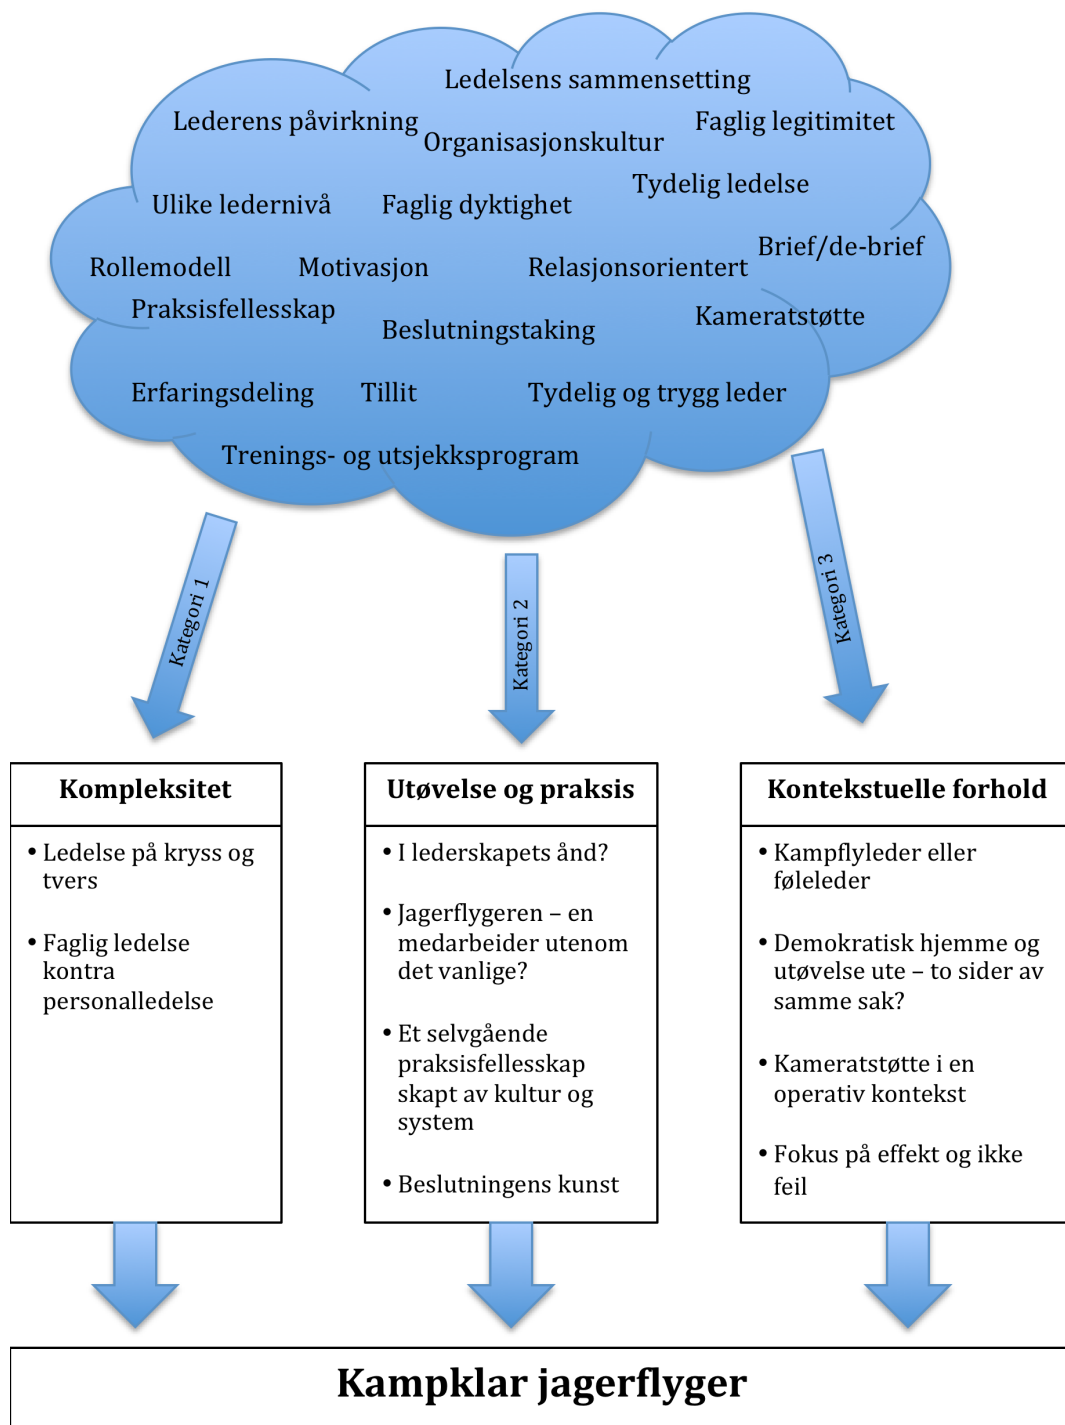 Ledelsens sammensetting
Lederens påvirkning
Faglig legitimitet
Organisasjonskultur
Tydelig ledelse
Ulike ledernivå
Faglig dyktighet
Brief/de-brief
Rollemodell
Motivasjon
Relasjonsorientert
Praksisfellesskap
Kameratstøtte
Beslutningstaking
Erfaringsdeling
Tillit
Tydelig og trygg leder
Trenings- og utsjekksprogram
Kategori 1
Kategori 2
Kategori 3
Kompleksitet
• Ledelse på kryss og
tvers
• Faglig ledelse
kontra
personalledelse
Utøvelse og praksis
• I lederskapets ånd?
• Jagerflygeren – en
medarbeider utenom
det vanlige?
• Et selvgående
praksisfellesskap
skapt av kultur og
system
• Beslutningens kunst
Kontekstuelle forhold
• Kampflyleder eller
føleleder
• Demokratisk hjemme og
utøvelse ute – to sider av
samme sak?
• Kameratstøtte i en
operativ kontekst
• Fokus på effekt og ikke
feil
Kampklar jagerflyger